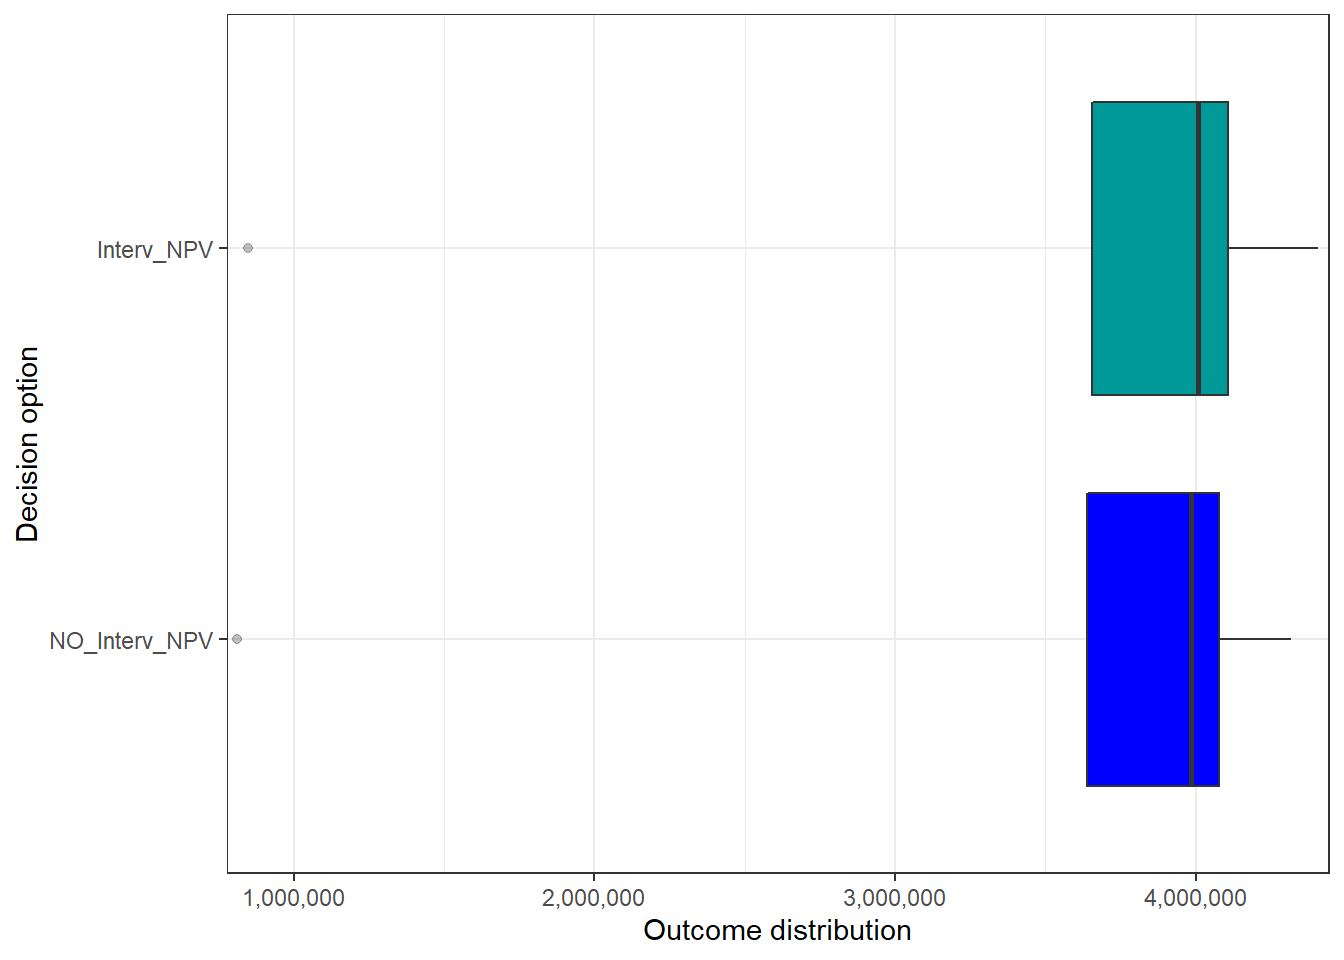 Decision option
Interv_NPV
NO_Interv_NPV
1,000,000 2,000,000 3,000,000 4,000,000
Outcome distribution